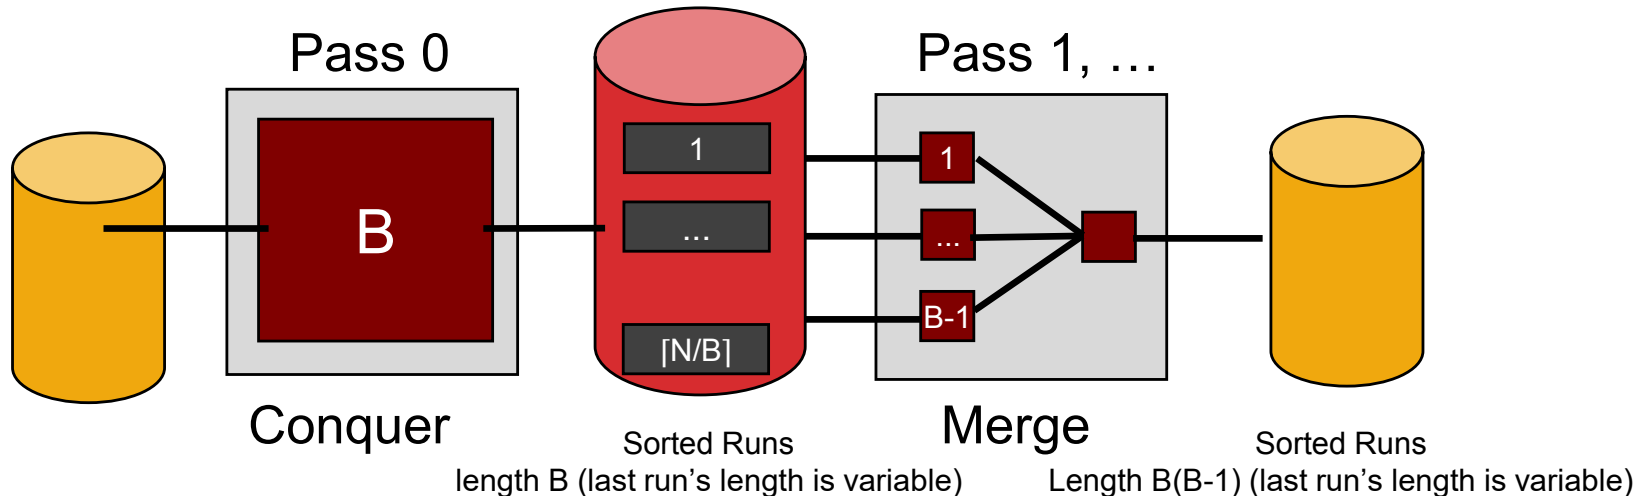 Pass 0
Pass 1, …
B
1
...
⌈N/B⌉
1
...
B-1
Conquer
Merge
Sorted Runs
length B (last run’s length is variable)
Sorted Runs
Length B(B-1) (last run’s length is variable)